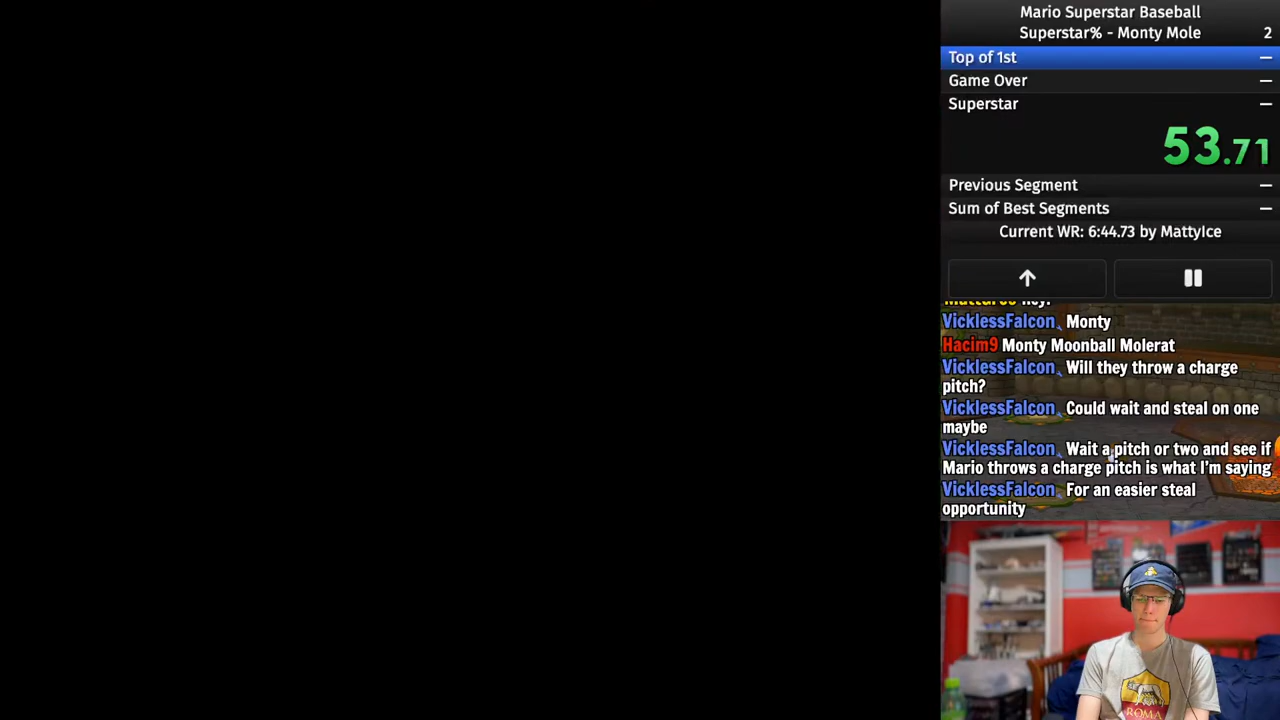 Mario Superstar Baseball
Superstar% - Monty Mole 2
Top of 1st —
Game Over —
Superstar —
53.71
Previous Segment —
Sum of Best Segments —
Current WR: 6:44.73 by MattyIce
hey!
VicklessFalcon Monty
Hacim9 Monty Moonball Molerat
VicklessFalcon Will they throw a charge
pitch?
VicklessFalcon Could wait and steal on one
maybe
VicklessFalcon Wait a pitch or two and see if
Mario throws a charge pitch is what I'm saying
VicklessFalcon For an easier steal
opportunity
ROMA